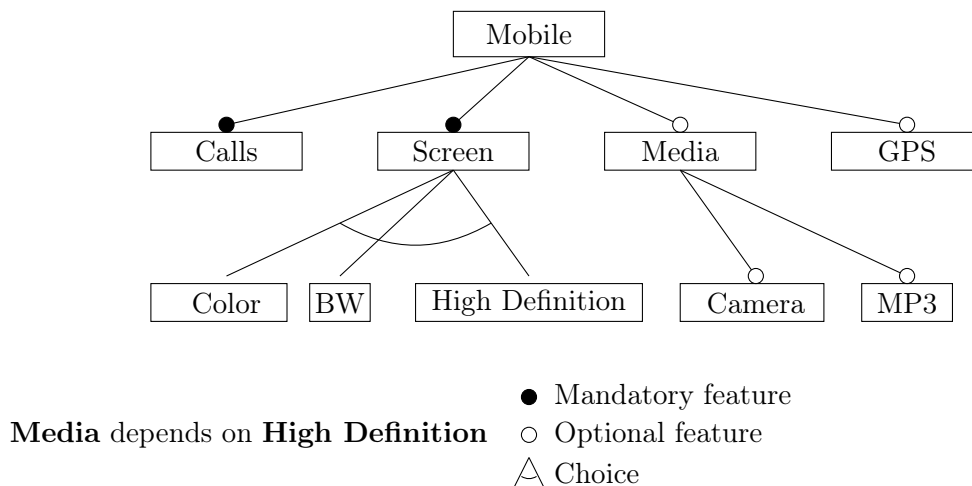 Mobile
Calls Screen Media GPS
Color BW High Definition Camera MP3
Mandatory feature
Media depends on High Definition Optional feature
Choice